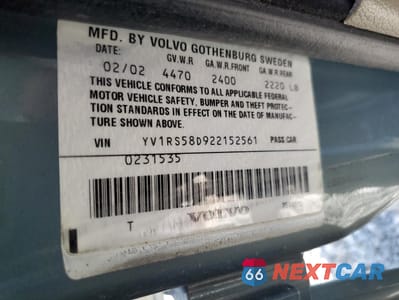 MFD. BY VOLVO GOTHENBURG SWEDEN
DATE: GV.W.R GA.W.R.FRONT GA.W.R.REAR
02/02 4470 2400 2220 LB
THIS VEHICLE CONFORMS TO ALL APPLICABLE FEDERAL
MOTOR VEHICLE SAFETY, BUMPER AND THEFT PROTEC-
TION STANDARDS IN EFFECT ON THE DATE OF MANUFAC-
TURE SHOWN ABOVE.
VIN YV1RS58D922152561 PASS.CAR
0231535
T VOLVO
66 NEXTCAR